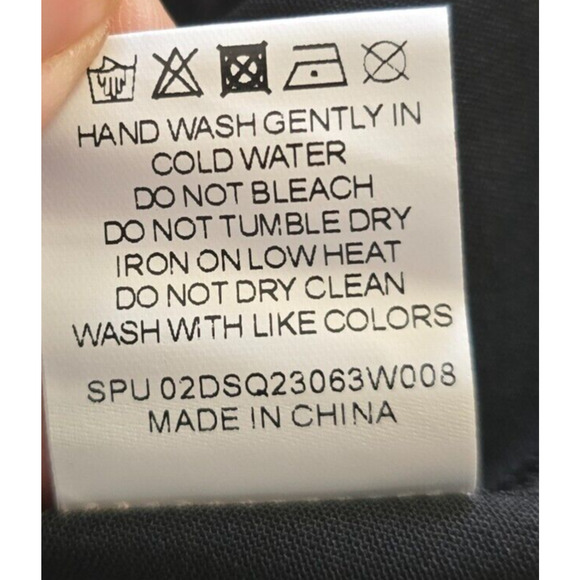 HAND WASH GENTLY IN
COLD WATER
DO NOT BLEACH
DO NOT TUMBLE DRY
IRON ON LOW HEAT
DO NOT DRY CLEAN
WASH WITH LIKE COLORS
SPU 02DSQ23063W008
MADE IN CHINA